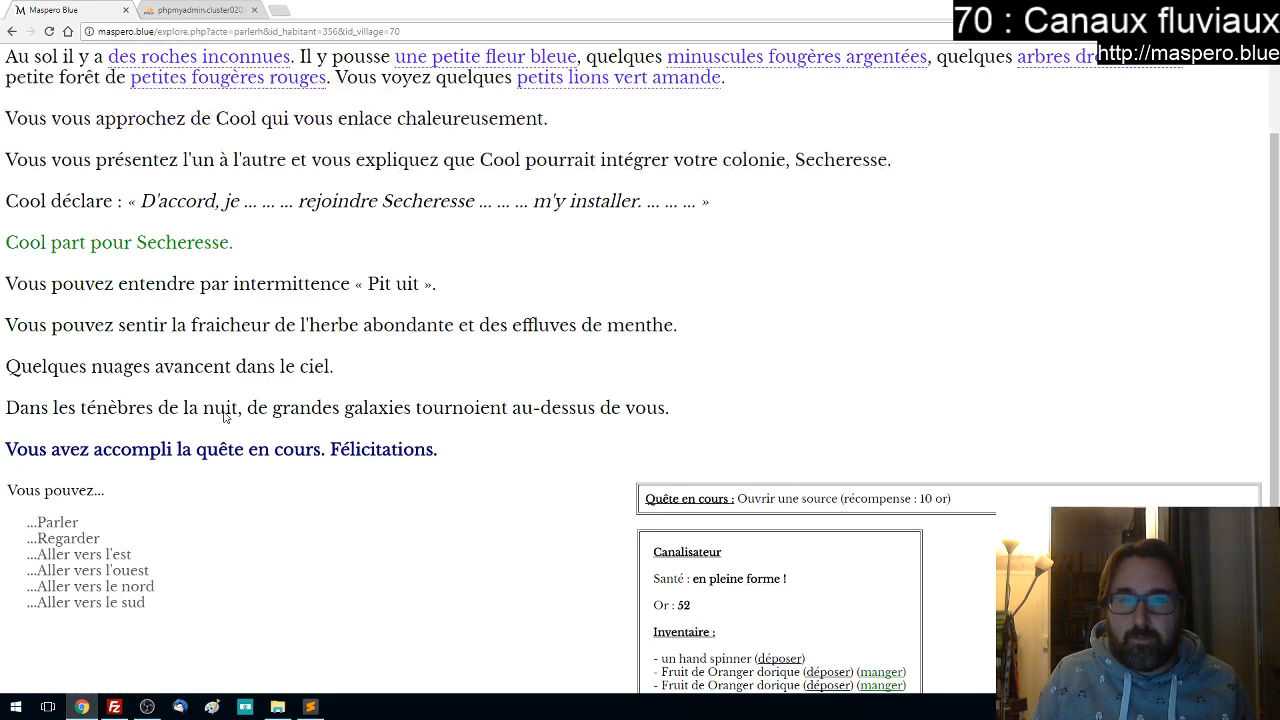 Maspero Blue
phpmyadmin.cluster020.
maspero.blue/explore.php?acte=parlerh&id_habitant=356&id_village=70
70 : Canaux fluviaux
http://maspero.blue
Au sol il y a des roches inconnues. Il y pousse une petite fleur bleue, quelques minuscules fougères argentées, quelques arbres
petite forêt de petites fougères rouges. Vous voyez quelques petits lions vert amande.
Vous vous approchez de Cool qui vous enlace chaleureusement.
Vous vous présentez l'un à l'autre et vous expliquez que Cool pourrait intégrer votre colonie, Secheresse.
Cool déclare : « D'accord, je ... ... ... rejoindre Secheresse ... ... ... m'y installer. ... ... ... »
Cool part pour Secheresse.
Vous pouvez entendre par intermittence « Pit uit ».
Vous pouvez sentir la fraicheur de l'herbe abondante et des effluves de menthe.
Quelques nuages avancent dans le ciel.
Dans les ténèbres de la nuit, de grandes galaxies tournoient au-dessus de vous.
Vous avez accompli la quête en cours. Félicitations.
Vous pouvez...
...Parler
...Regarder
...Aller vers l'est
...Aller vers l'ouest
...Aller vers le nord
...Aller vers le sud
Quête en cours : Ouvrir une source (récompense : 10 or)
Canalisateur
Santé : en pleine forme !
Or : 52
Inventaire :
- un hand spinner (déposer)
- Fruit de Oranger dorique (déposer) (manger)
- Fruit de Oranger dorique (déposer) (manger)